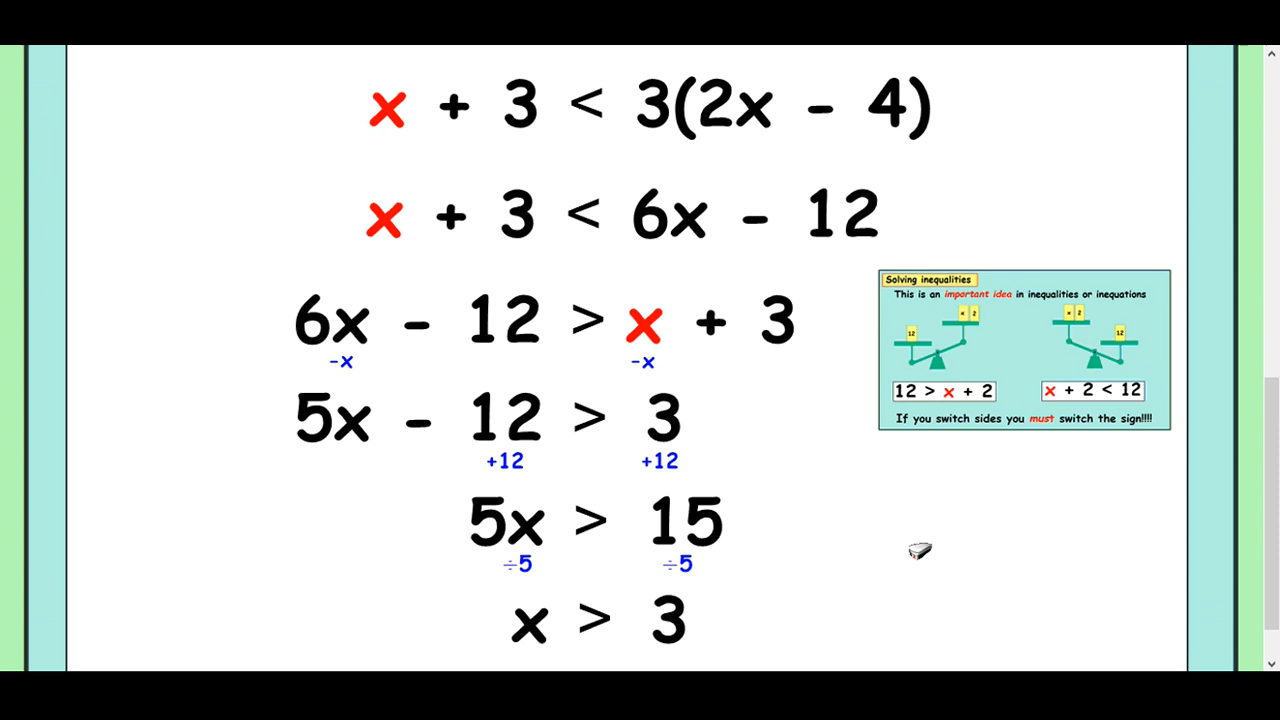 x + 3 < 3(2x - 4)
x + 3 < 6x - 12
6x - 12 > x + 3
-x -x
5x - 12 > 3
+12 +12
5x > 15
÷5 ÷5
x > 3
Solving inequalities
This is an important idea in inequalities or inequations
12 x 2 x 2 12
12 > x + 2 x + 2 < 12
If you switch sides you must switch the sign!!!!